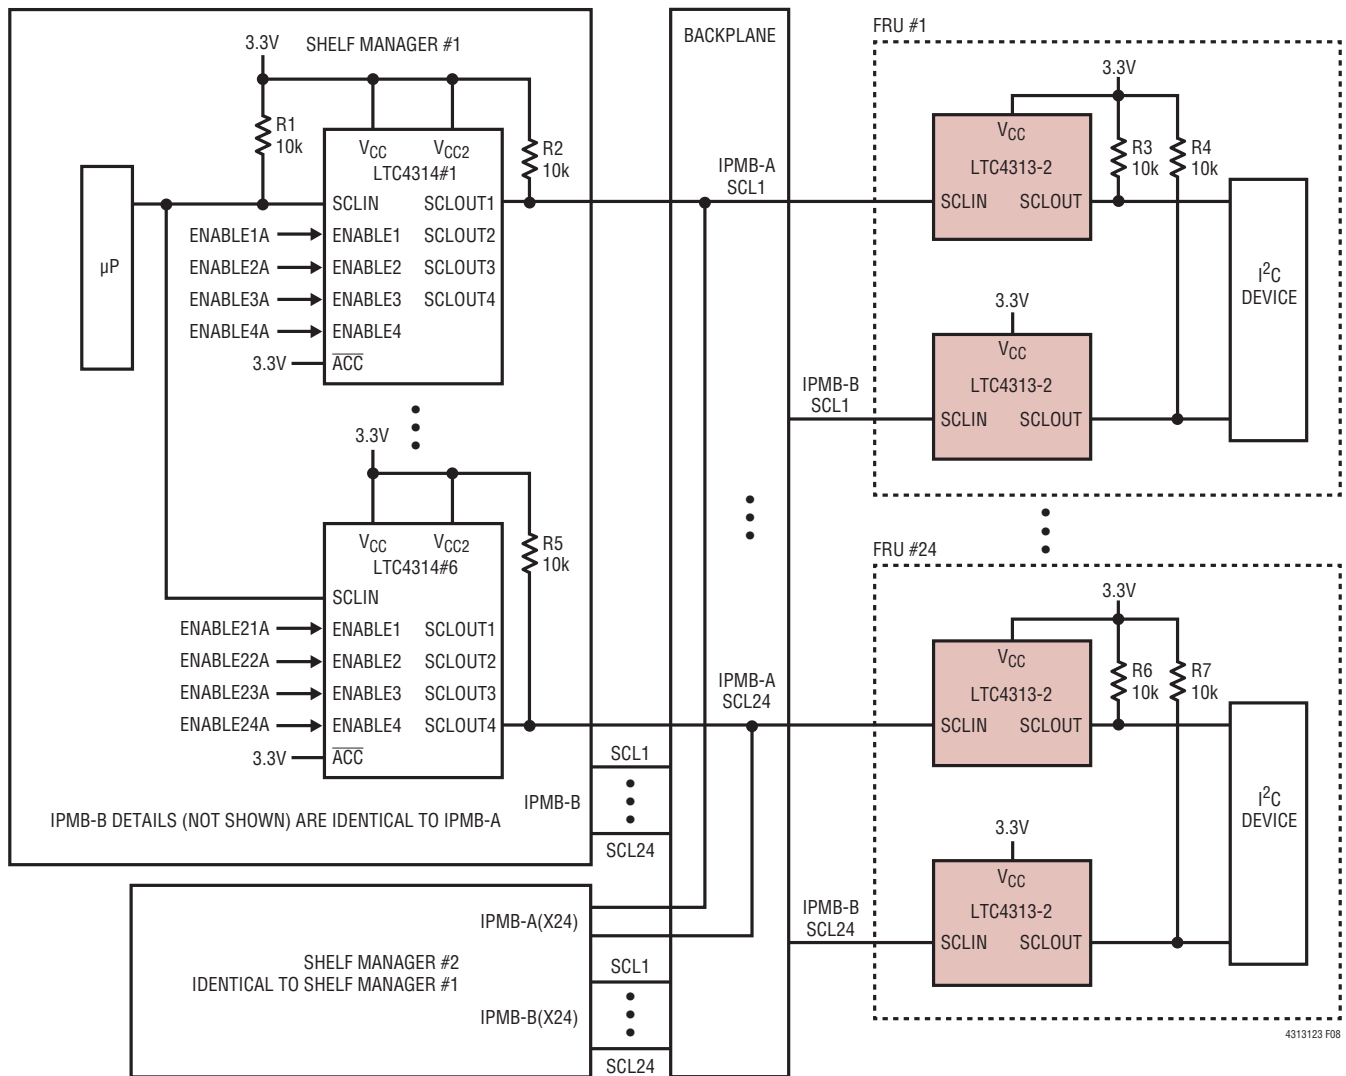 SHELF MANAGER #1
3.3V
R1
10k
R2
10k
VCC
VCC2
LTC4314#1
µP
SCLIN
SCLOUT1
ENABLE1A
ENABLE1
SCLOUT2
ENABLE2A
ENABLE2
SCLOUT3
ENABLE3A
ENABLE3
SCLOUT4
ENABLE4A
ENABLE4
3.3V
ACC
3.3V
VCC
VCC2
LTC4314#6
R5
10k
SCLIN
ENABLE21A
ENABLE1
SCLOUT1
ENABLE22A
ENABLE2
SCLOUT2
ENABLE23A
ENABLE3
SCLOUT3
ENABLE24A
ENABLE4
SCLOUT4
3.3V
ACC
IPMB-B
IPMB-B DETAILS (NOT SHOWN) ARE IDENTICAL TO IPMB-A
SCL1
SCL24
IPMB-A(X24)
SHELF MANAGER #2
IDENTICAL TO SHELF MANAGER #1
IPMB-B(X24)
SCL1
SCL24
BACKPLANE
IPMB-A
SCL1
IPMB-B
SCL1
IPMB-A
SCL24
IPMB-B
SCL24
FRU #1
3.3V
VCC
LTC4313-2
SCLIN
SCLOUT
R3
10k
R4
10k
3.3V
VCC
LTC4313-2
SCLIN
SCLOUT
I2C
DEVICE
FRU #24
3.3V
VCC
LTC4313-2
SCLIN
SCLOUT
R6
10k
R7
10k
3.3V
VCC
LTC4313-2
SCLIN
SCLOUT
I2C
DEVICE
4313123 F08